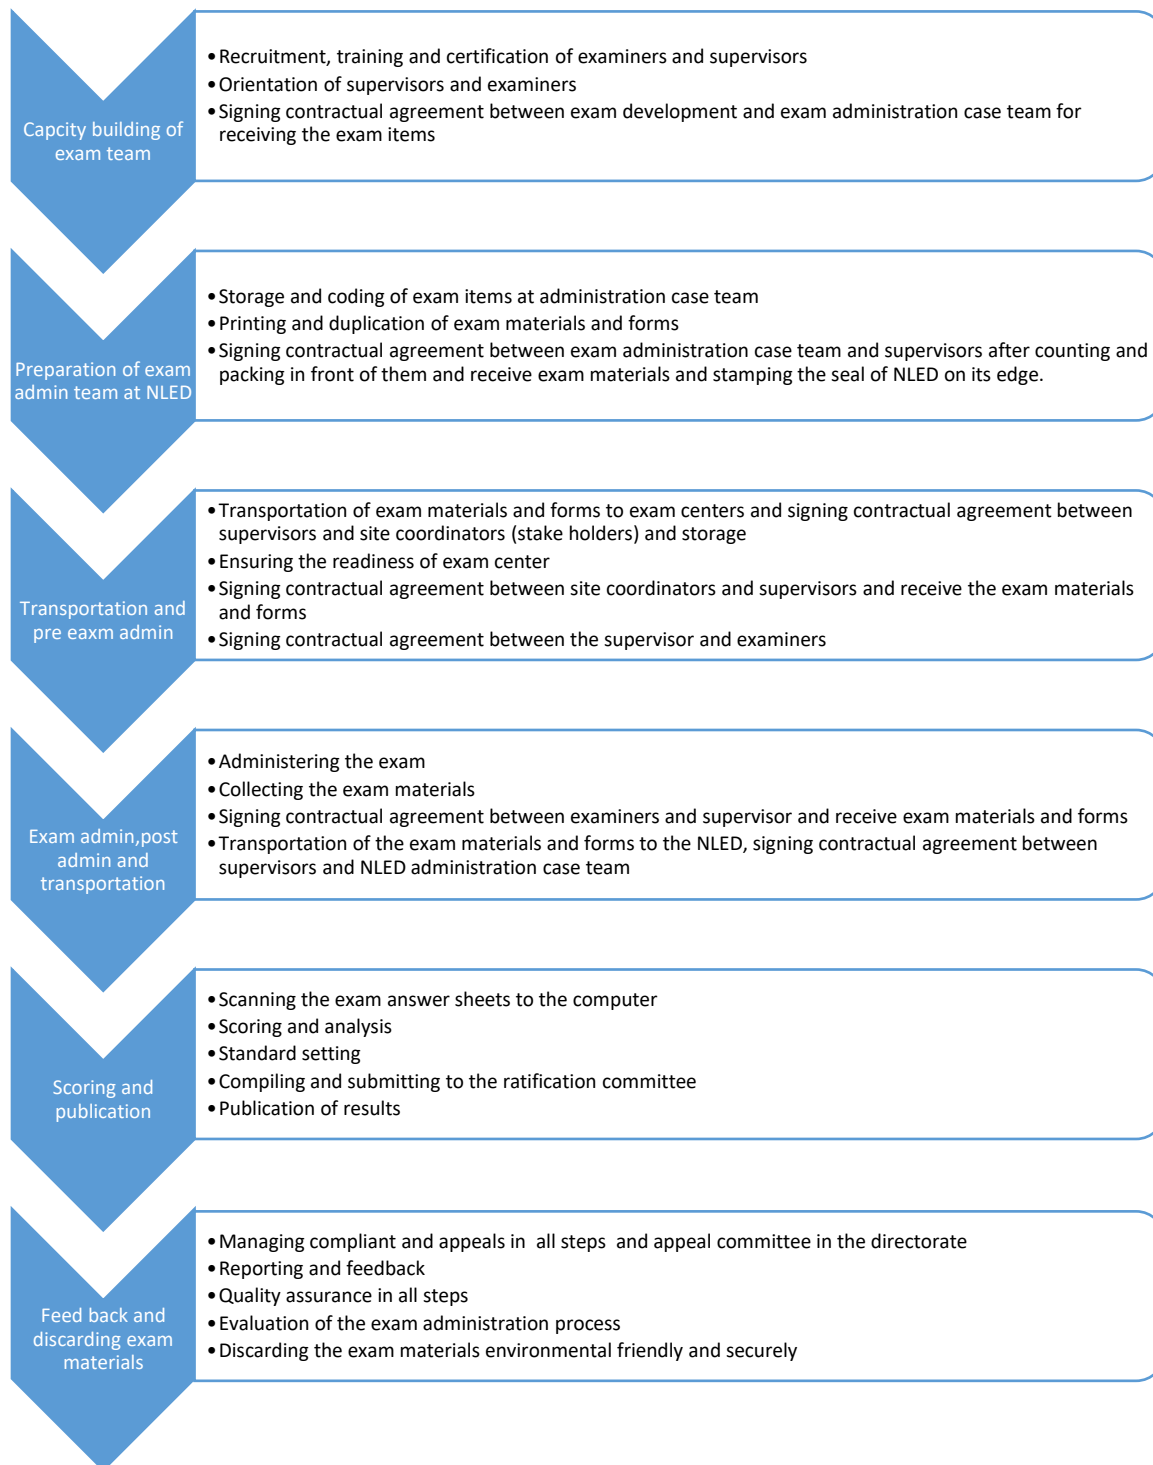 Capcity building of
exam team
•Recruitment, training and certification of examiners and supervisors
•Orientation of supervisors and examiners
•Signing contractual agreement between exam development and exam administration case team for
receiving the exam items
Preparation of exam
admin team at NLED
•Storage and coding of exam items at administration case team
•Printing and duplication of exam materials and forms
•Signing contractual agreement between exam administration case team and supervisors after counting and
packing in front of them and receive exam materials and stamping the seal of NLED on its edge.
Transportation and
pre eaxm admin
•Transportation of exam materials and forms to exam centers and signing contractual agreement between
supervisors and site coordinators (stake holders) and storage
•Ensuring the readiness of exam center
•Signing contractual agreement between site coordinators and supervisors and receive the exam materials
and forms
•Signing contractual agreement between the supervisor and examiners
Exam admin,post
admin and
transportation
•Administering the exam
•Collecting the exam materials
•Signing contractual agreement between examiners and supervisor and receive exam materials and forms
•Transportation of the exam materials and forms to the NLED, signing contractual agreement between
supervisors and NLED administration case team
Scoring and
publication
•Scanning the exam answer sheets to the computer
•Scoring and analysis
•Standard setting
•Compiling and submitting to the ratification committee
•Publication of results
Feed back and
discarding exam
materials
•Managing compliant and appeals in all steps and appeal committee in the directorate
•Reporting and feedback
•Quality assurance in all steps
•Evaluation of the exam administration process
•Discarding the exam materials environmental friendly and securely